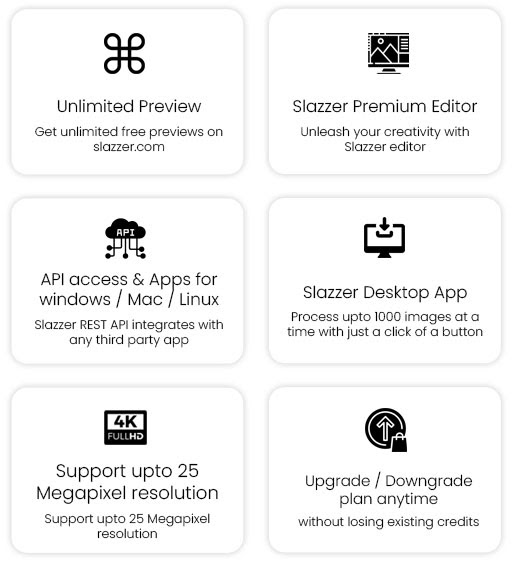 Unlimited Preview
Get unlimited free previews on
slazzer.com
Slazzer Premium Editor
Unleash your creativity with
Slazzer editor
API
API access & Apps for
windows / Mac / Linux
Slazzer REST API integrates with
any third party app
Slazzer Desktop App
Process upto 1000 images at a
time with just a click of a button
4K
FULLHD
Support upto 25
Megapixel resolution
Support upto 25 Megapixel
resolution
Upgrade / Downgrade
plan anytime
without losing existing credits